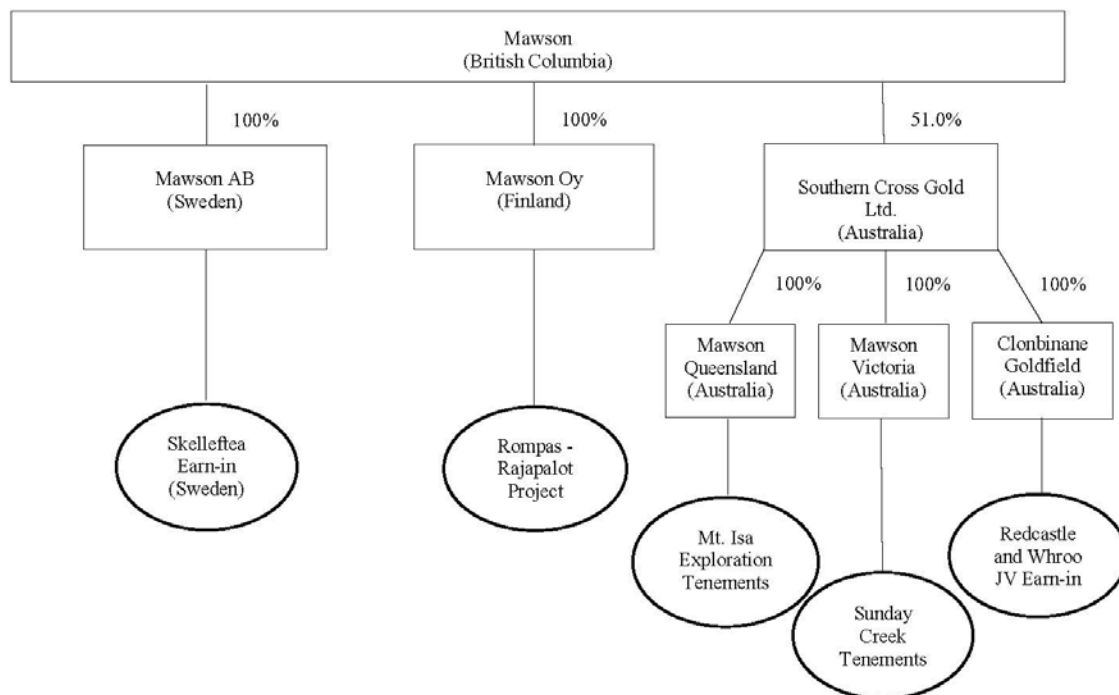 Mawson
(British Columbia)
100%
100%
51.0%
Mawson AB
(Sweden)
Mawson Oy
(Finland)
Southern Cross Gold
Ltd.
(Australia)
100%
100%
100%
Mawson
Queensland
(Australia)
Mawson
Victoria
(Australia)
Clonbinane
Goldfield
(Australia)
Skelleftea
Earn-in
(Sweden)
Rompas -
Rajapalot
Project
Mt. Isa
Exploration
Tenements
Sunday
Creek
Tenements
Redcastle
and Whroo
JV Earn-in